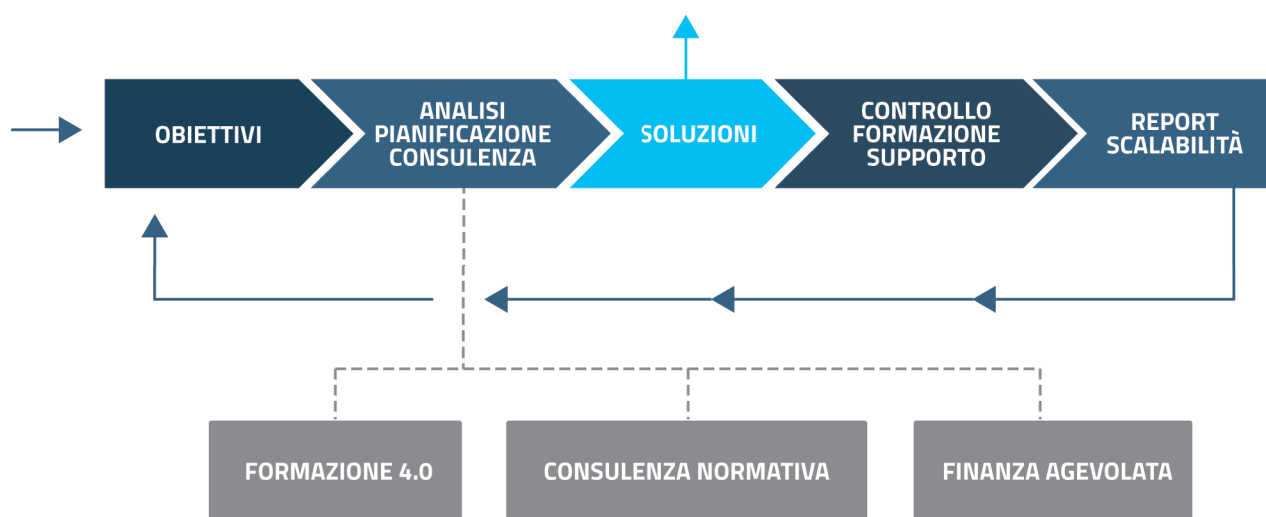 OBIETTIVI
ANALISI
PIANIFICAZIONE
CONSULENZA
SOLUZIONI
CONTROLLO
FORMAZIONE
SUPPORTO
REPORT
SCALABILITÀ
FORMAZIONE 4.0
CONSULENZA NORMATIVA
FINANZA AGEVOLATA